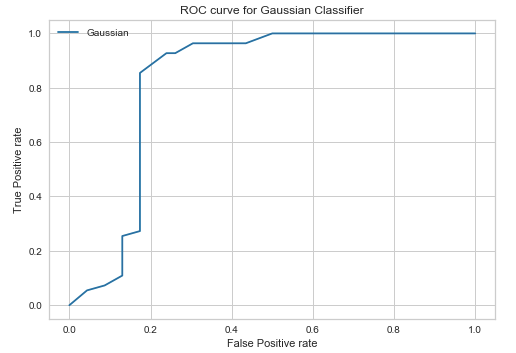 ROC curve for Gaussian Classifier
Gaussian
True Positive rate
1.0
0.8
0.6
0.4
0.2
0.0
0.0 0.2 0.4 0.6 0.8 1.0
False Positive rate